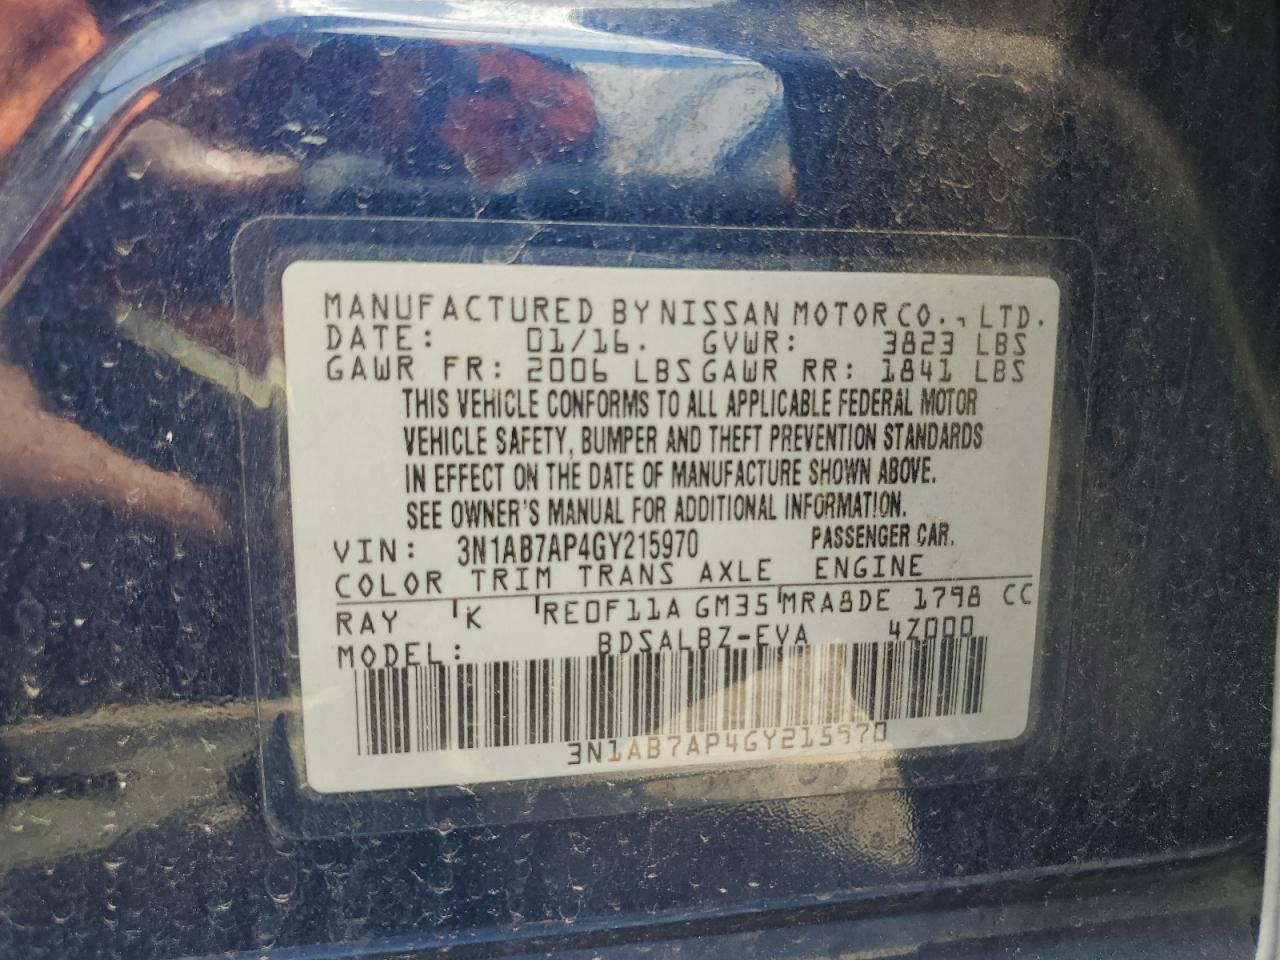 MANUFACTURED BY NISSAN MOTOR CO., LTD.
DATE: 01/16. GVWR: 3823 LBS
GAWR FR: 2006 LBS GAWR RR: 1841 LBS
THIS VEHICLE CONFORMS TO ALL APPLICABLE FEDERAL MOTOR
VEHICLE SAFETY, BUMPER AND THEFT PREVENTION STANDARDS
IN EFFECT ON THE DATE OF MANUFACTURE SHOWN ABOVE.
SEE OWNER'S MANUAL FOR ADDITIONAL INFORMATION.
VIN: 3N1AB7AP4GY215970 PASSENGER CAR.
COLOR TRIM TRANS AXLE ENGINE
RAY K RE0F11A GM35 MRA8DE 1798 CC
MODEL: BDSALBZ-EVA 4Z000
3N1AB7AP4GY215970